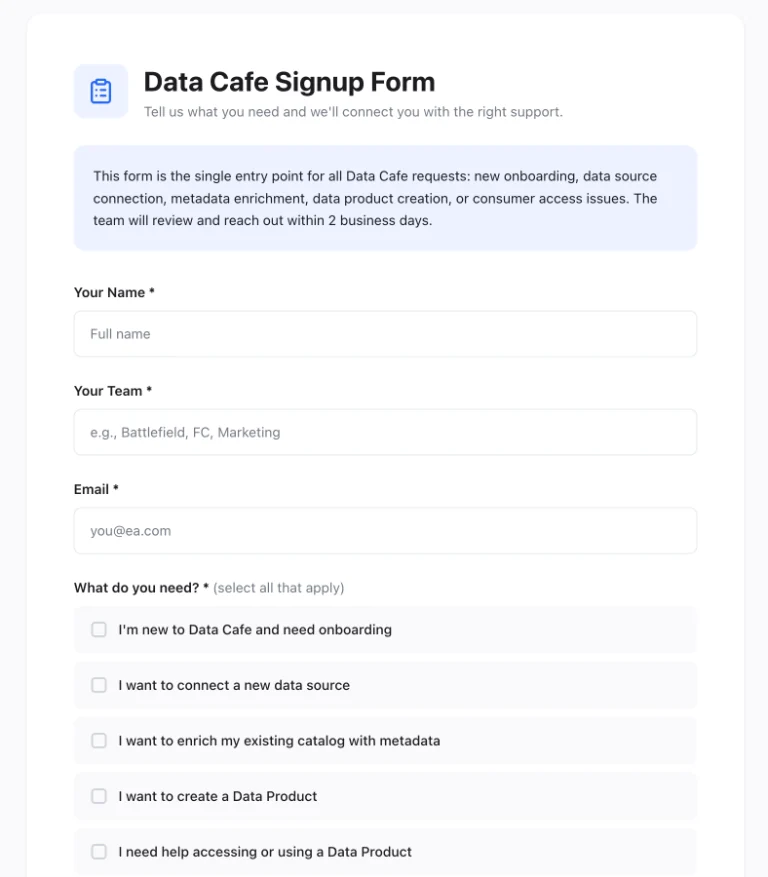 Data Cafe Signup Form
Tell us what you need and we'll connect you with the right support.
This form is the single entry point for all Data Cafe requests: new onboarding, data source
connection, metadata enrichment, data product creation, or consumer access issues. The
team will review and reach out within 2 business days.
Your Name *
Full name
Your Team *
e.g., Battlefield, FC, Marketing
Email *
you@ea.com
What do you need? * (select all that apply)
I'm new to Data Cafe and need onboarding
I want to connect a new data source
I want to enrich my existing catalog with metadata
I want to create a Data Product
I need help accessing or using a Data Product